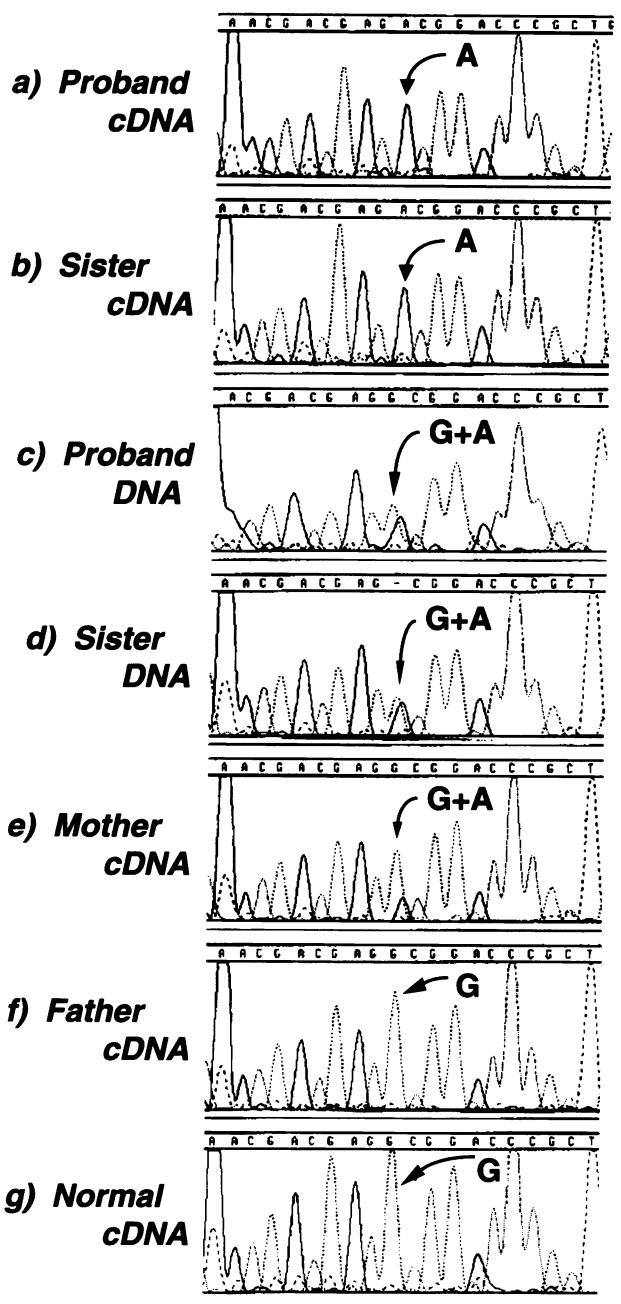 A A C G A C G A G A C G G A C C C G C T G
a) Proband
cDNA
A
A A C G A C G A G A C G G A C C C G C T
b) Sister
cDNA
A
A C G A C G A G G C G G A C C C G C T
c) Proband
DNA
G+A
A A C G A C G A G - C G G A C C C G C T
d) Sister
DNA
G+A
A A C G A C G A G G C G G A C C C G C T
e) Mother
cDNA
G+A
A A C G A C G A G G C G G A C C C G C T
f) Father
cDNA
G
A A C G A C G A G G C G G A C C C G C T
g) Normal
cDNA
G